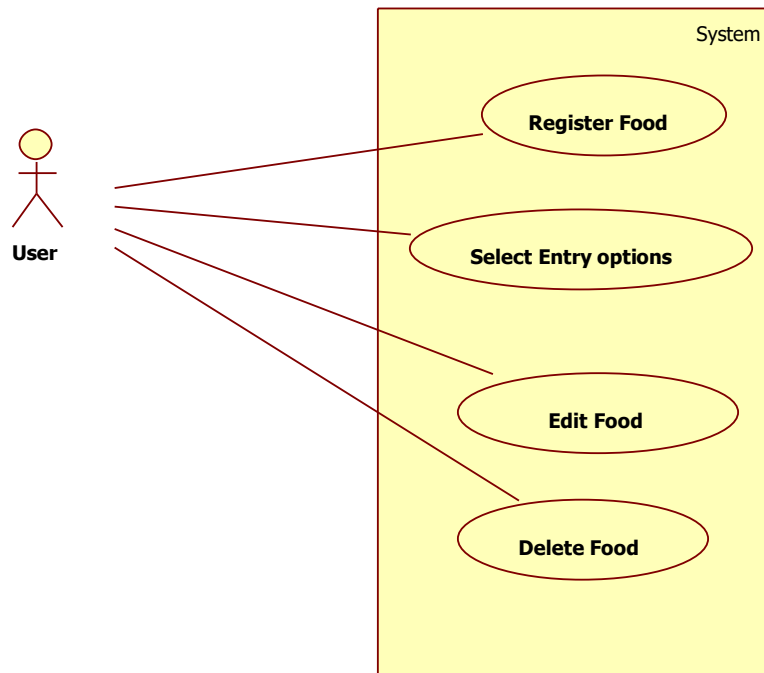 System
Register Food
User
Select Entry options
Edit Food
Delete Food